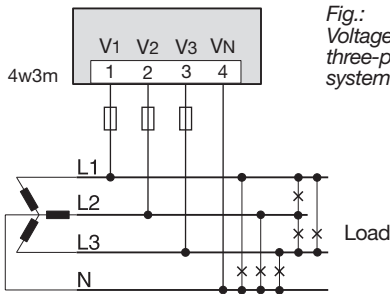 Fig.:
Voltage
three-p
system
V1 V2 V3 VN
1 2 3 4
4w3m
L1
L2
L3
N
Load